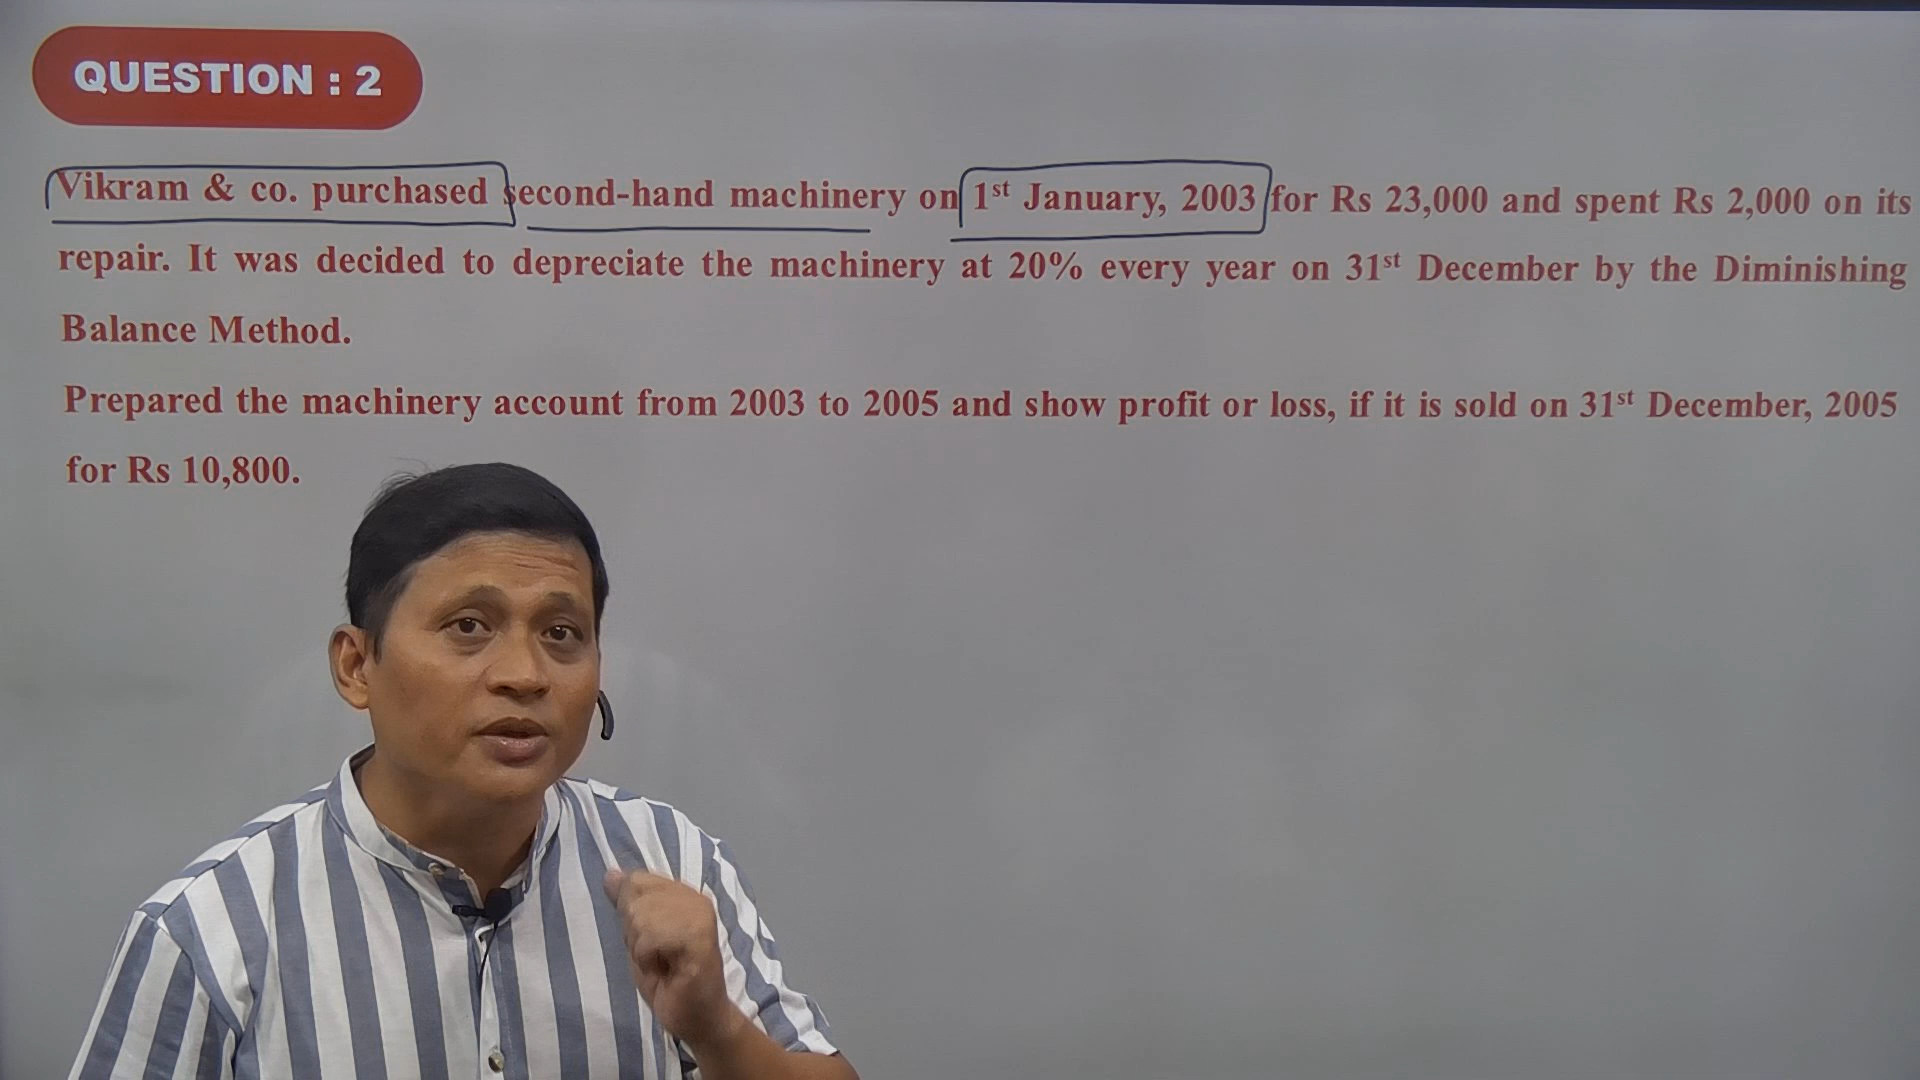 QUESTION : 2
Vikram & co. purchased second-hand machinery on 1st January, 2003 for Rs 23,000 and spent Rs 2,000 on its
repair. It was decided to depreciate the machinery at 20% every year on 31st December by the Diminishing
Balance Method.
Prepared the machinery account from 2003 to 2005 and show profit or loss, if it is sold on 31st December, 2005
for Rs 10,800.